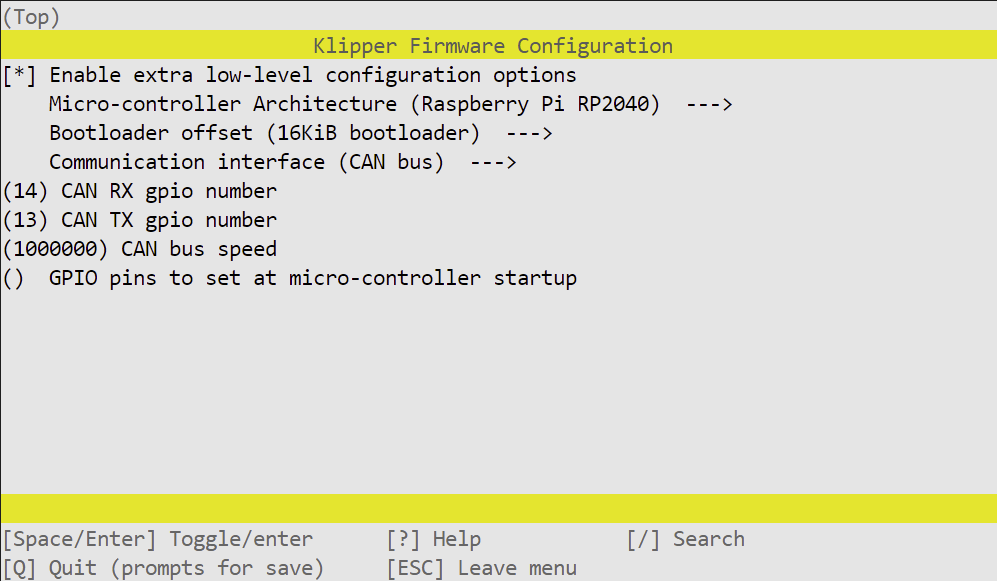 (Top)
Klipper Firmware Configuration
[*] Enable extra low-level configuration options
Micro-controller Architecture (Raspberry Pi RP2040)  --->
Bootloader offset (16KiB bootloader)  --->
Communication interface (CAN bus)  --->
(14) CAN RX gpio number
(13) CAN TX gpio number
(1000000) CAN bus speed
()  GPIO pins to set at micro-controller startup
[Space/Enter] Toggle/enter      [?] Help            [/] Search
[Q] Quit (prompts for save)     [ESC] Leave menu